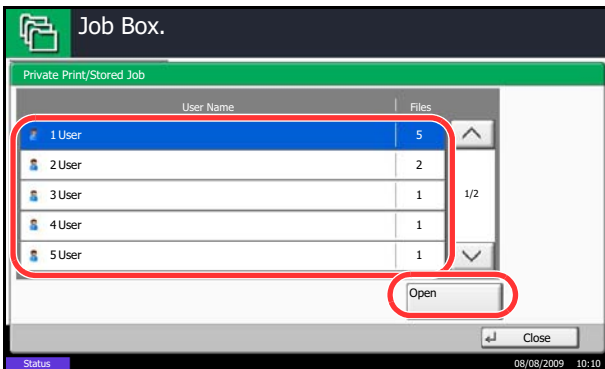 Job Box.
Private Print/Stored Job
User Name Files
1 User 5
2 User 2
3 User 1
1/2
4 User 1
5 User 1
Open
Close
Status 08/08/2009 10:10